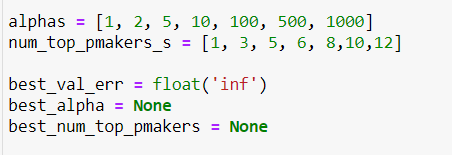 alphas = [1, 2, 5, 10, 100, 500, 1000]
num_top_pmakers_s = [1, 3, 5, 6, 8,10,12]
best_val_err = float('inf')
best_alpha = None
best_num_top_pmakers = None